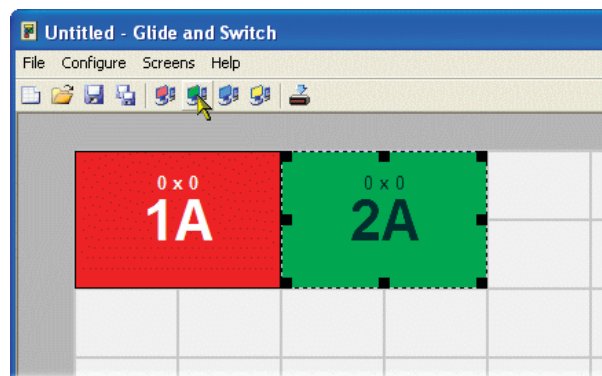 Untitled - Glide and Switch
File Configure Screens Help
0 x 0 0 x 0
1A 2A